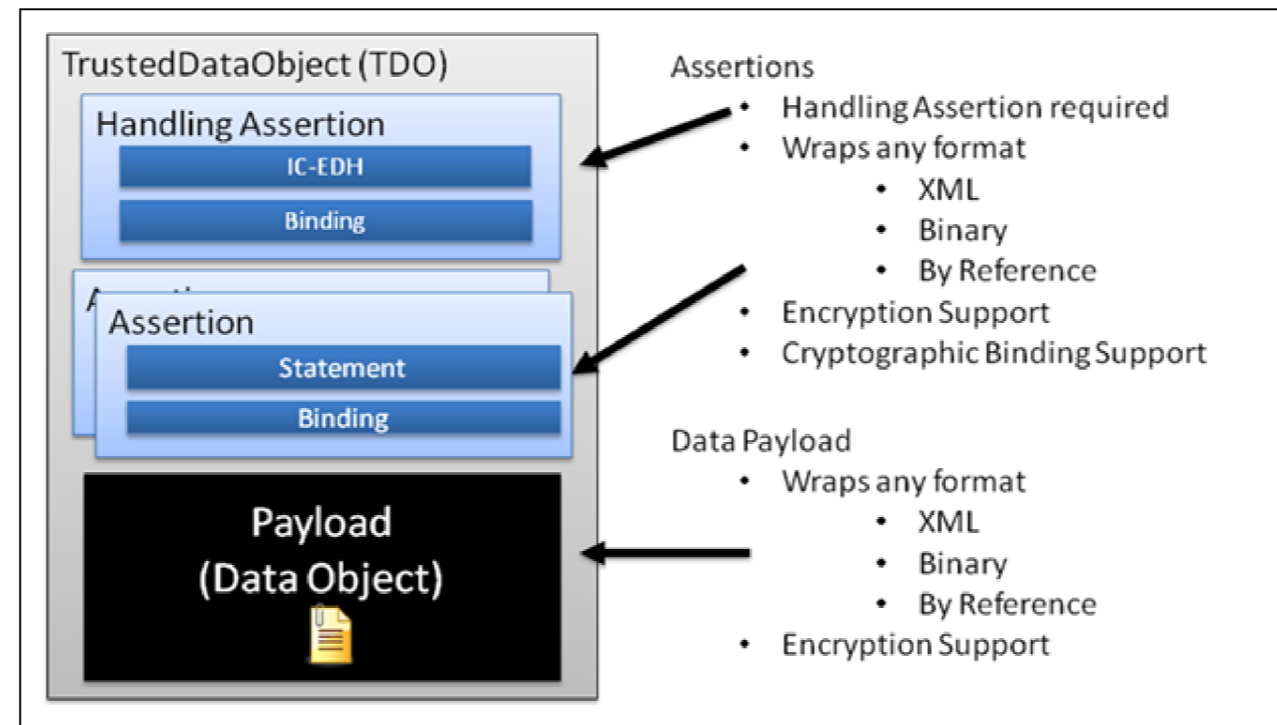 TrustedDataObject (TDO)
Handling Assertion
IC-EDH
Binding
Assertion
Statement
Binding
Payload
(Data Object)
Assertions
• Handling Assertion required
• Wraps any format
• XML
• Binary
• By Reference
• Encryption Support
• Cryptographic Binding Support
Data Payload
• Wraps any format
• XML
• Binary
• By Reference
• Encryption Support